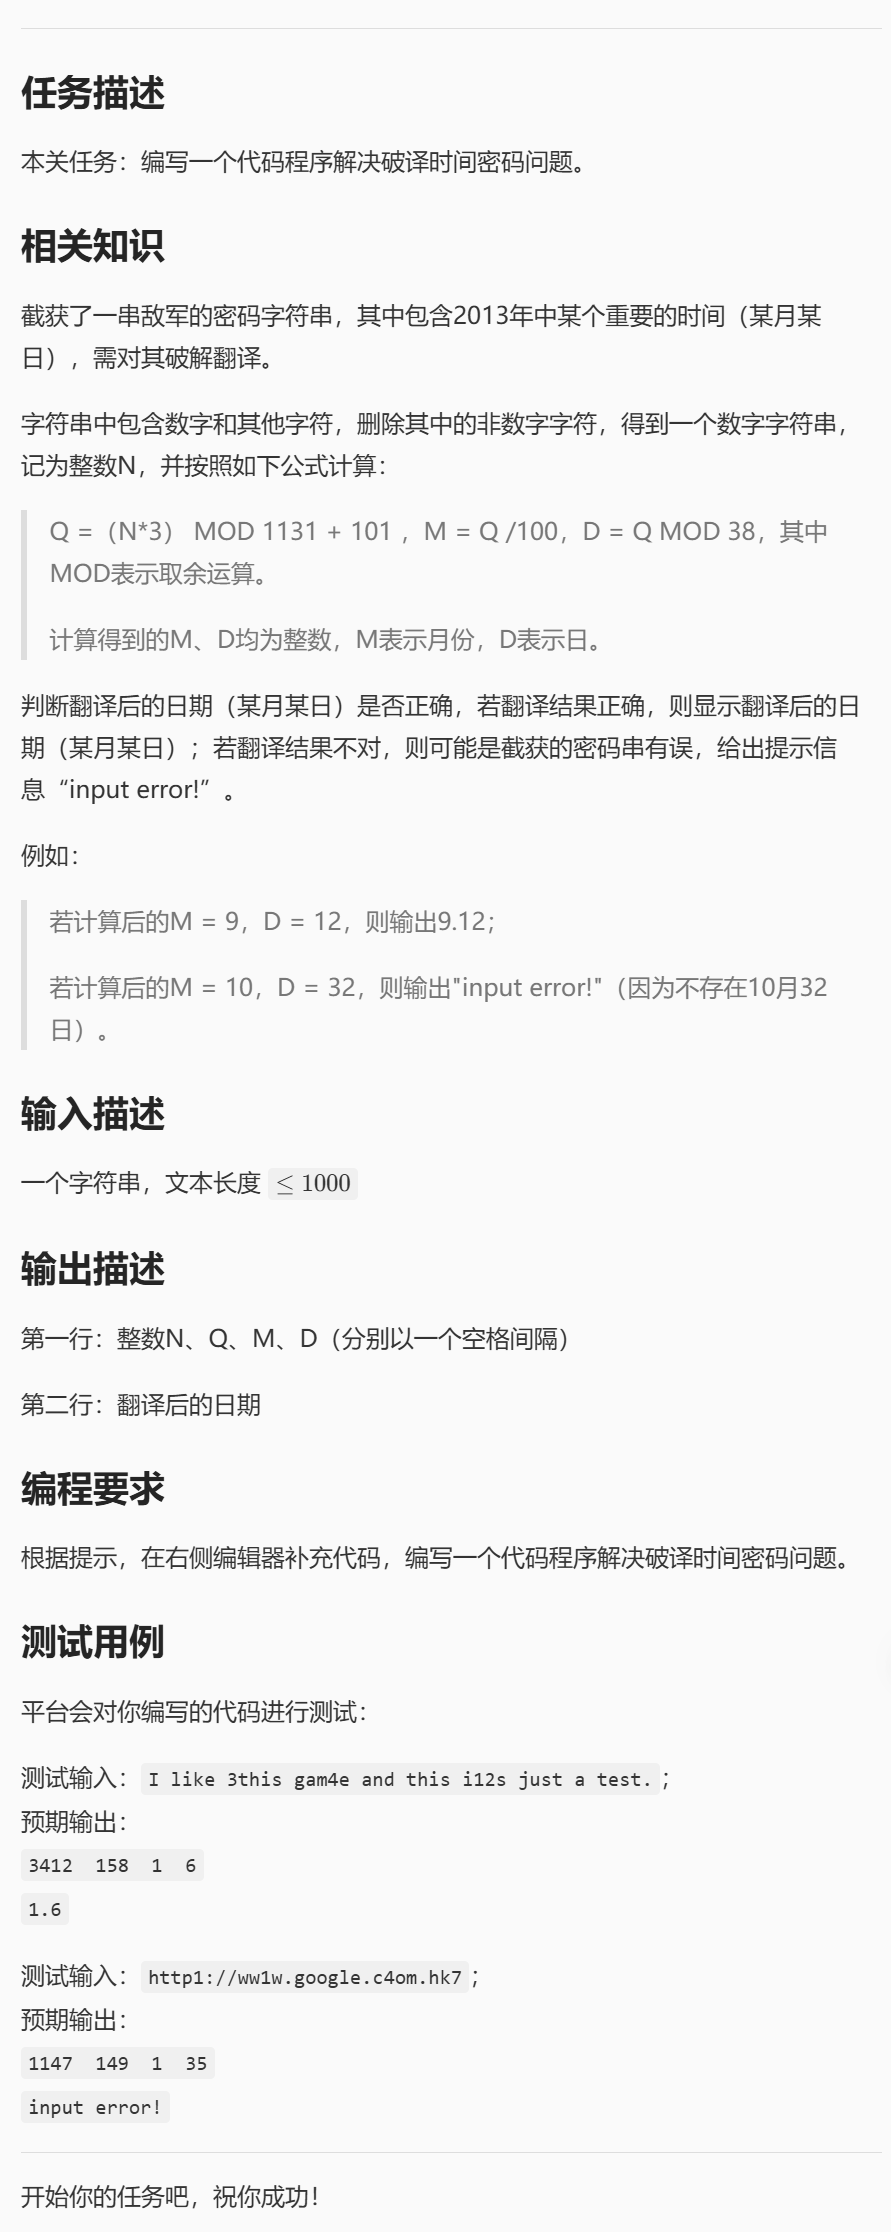 任务描述
本关任务：编写一个代码程序解决破译时间密码问题。
相关知识
截获了一串敌军的密码字符串，其中包含2013年中某个重要的时间（某月某
日），需对其破解翻译。
字符串中包含数字和其他字符，删除其中的非数字字符，得到一个数字字符串，
记为整数N，并按照如下公式计算：
Q =（N*3） MOD 1131 + 101 ，M = Q /100，D = Q MOD 38，其中
MOD表示取余运算。
计算得到的M、D均为整数，M表示月份，D表示日。
判断翻译后的日期（某月某日）是否正确，若翻译结果正确，则显示翻译后的日
期（某月某日）；若翻译结果不对，则可能是截获的密码串有误，给出提示信
息“input error!”。
例如：
若计算后的M = 9，D = 12，则输出9.12；
若计算后的M = 10，D = 32，则输出"input error!"（因为不存在10月32
日）。
输入描述
一个字符串，文本长度 ≤ 1000
输出描述
第一行：整数N、Q、M、D（分别以一个空格间隔）
第二行：翻译后的日期
编程要求
根据提示，在右侧编辑器补充代码，编写一个代码程序解决破译时间密码问题。
测试用例
平台会对你编写的代码进行测试：
测试输入：I like 3this gam4e and this i12s just a test.；
预期输出：
3412  158  1  6
1.6
测试输入：http1://ww1w.google.c4om.hk7；
预期输出：
1147  149  1  35
input error!
开始你的任务吧，祝你成功！